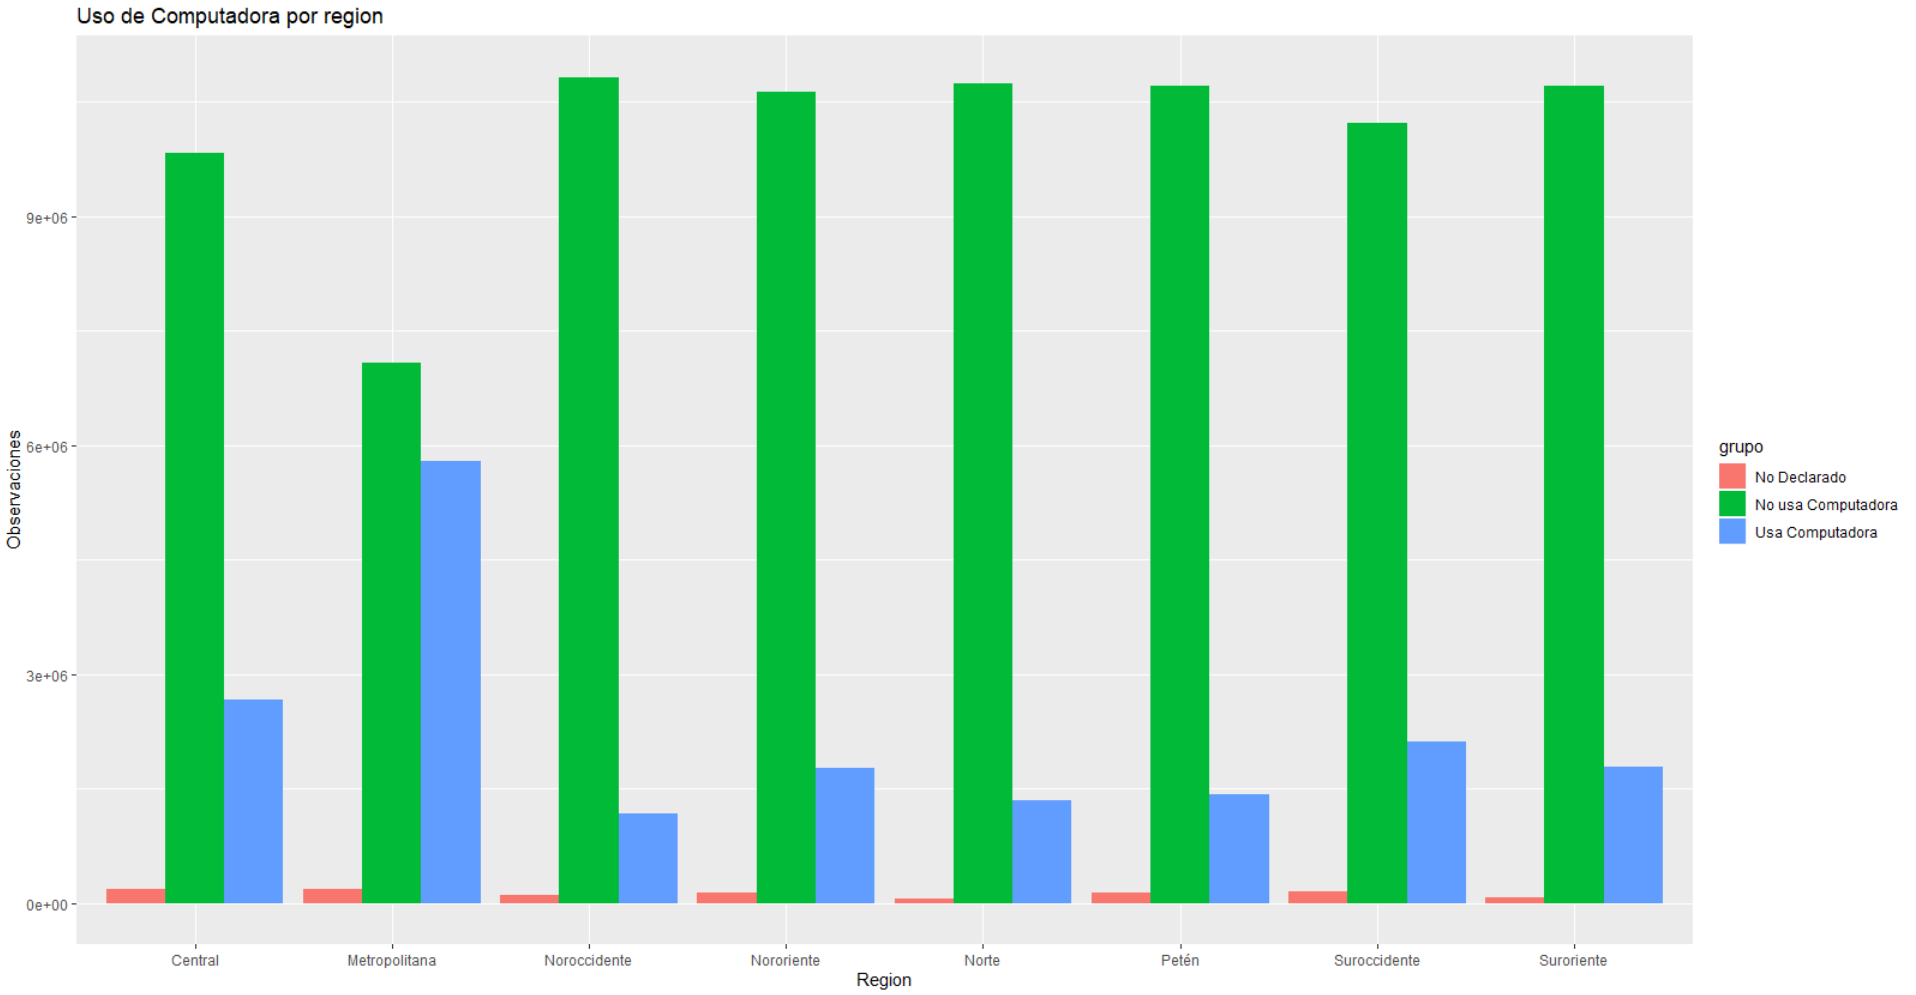 Uso de Computadora por region
Observaciones
9e+06
6e+06
3e+06
0e+00
Central
Metropolitana
Noroccidente
Nororiente
Norte
Petén
Suroccidente
Suroriente
Region
grupo
No Declarado
No usa Computadora
Usa Computadora